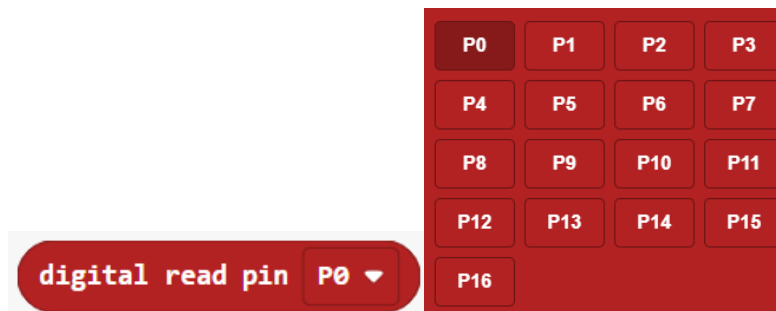 digital read pin P0
P0 P1 P2 P3
P4 P5 P6 P7
P8 P9 P10 P11
P12 P13 P14 P15
P16